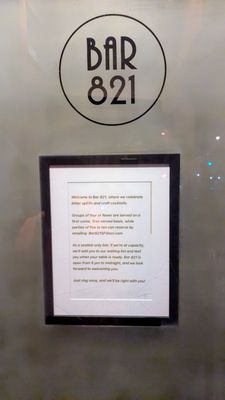 BAR
821
Welcome to Bar 821, where we celebrate
bitter spirits and craft cocktails.
Groups of four or fewer are served on a
first come, first served basis, while
parties of five to ten can reserve by
emailing
As a seated-only bar, if we're at capacity,
we'll add you to our waiting list and text
you when your table is ready. Bar 821 is
open from 5 pm to midnight, and we look
forward to welcoming you.
Just ring once, and we'll be right with you!